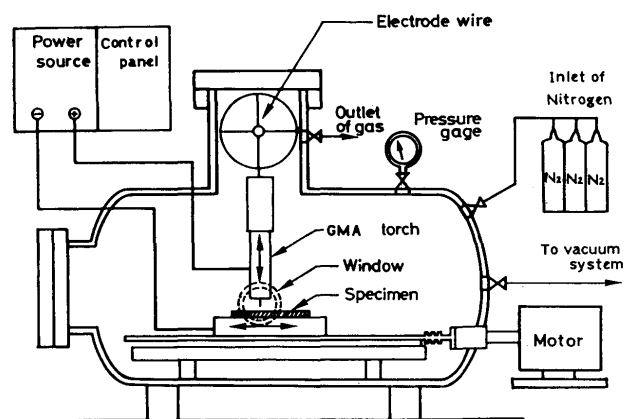 Power source
Control panel
⊖
⊕
Electrode wire
Outlet of gas
Pressure gage
Inlet of Nitrogen
N2
N2
N2
GMA torch
Window
Specimen
To vacuum system
Motor